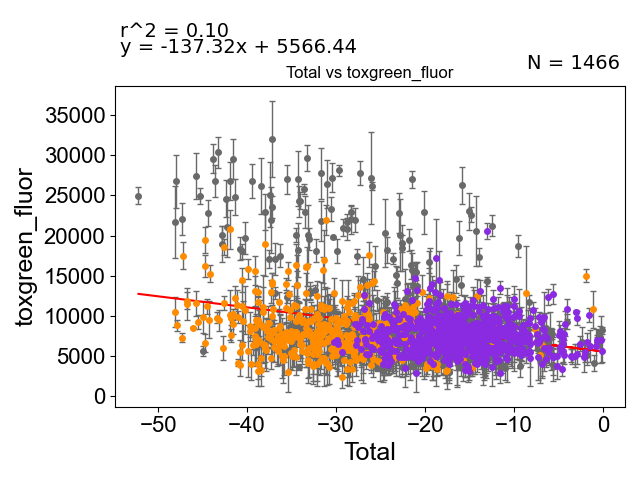 r^2 = 0.10
y = -137.32x + 5566.44
N = 1466
Total vs toxgreen_fluor
35000
30000
25000
20000
15000
10000
5000
0
toxgreen_fluor
−50 −40 −30 −20 −10 0
Total